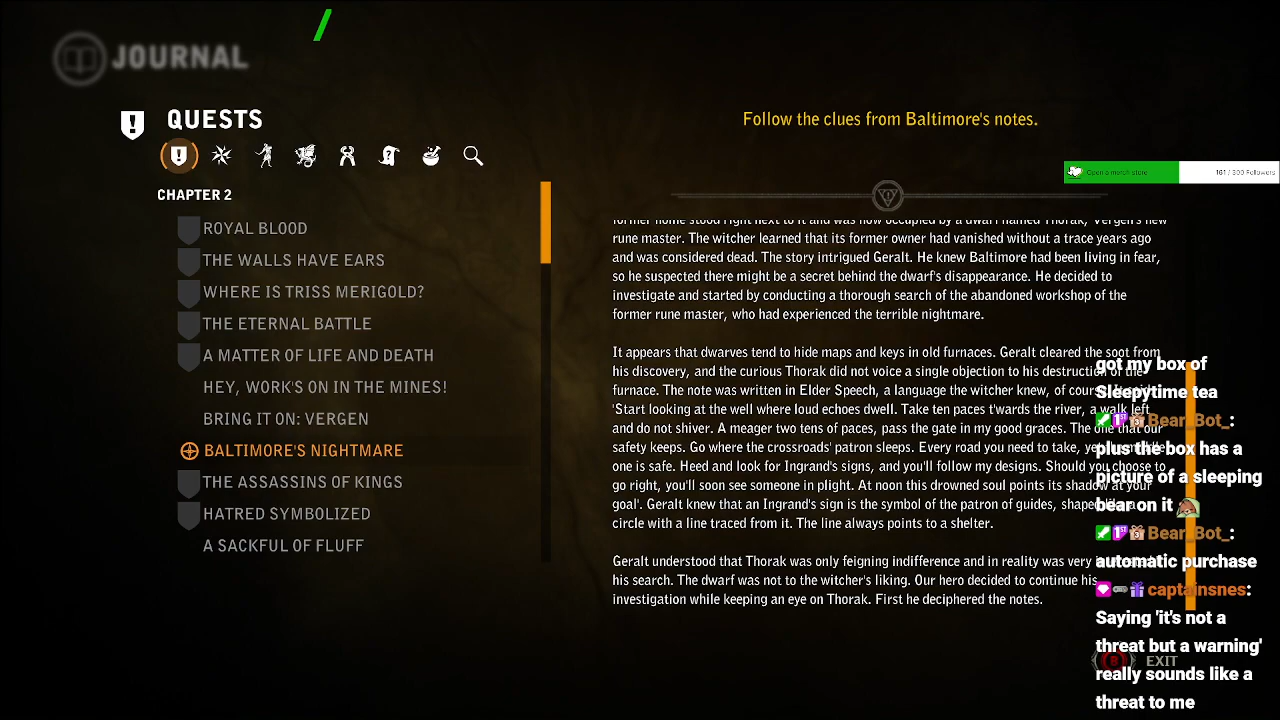 JOURNAL
QUESTS
CHAPTER 2
ROYAL BLOOD
THE WALLS HAVE EARS
WHERE IS TRISS MERIGOLD?
THE ETERNAL BATTLE
A MATTER OF LIFE AND DEATH
HEY, WORK'S ON IN THE MINES!
BRING IT ON: VERGEN
BALTIMORE'S NIGHTMARE
THE ASSASSINS OF KINGS
HATRED SYMBOLIZED
A SACKFUL OF FLUFF
Follow the clues from Baltimore's notes.
Open a merch store
161 / 300 Followers
former home stood right next to it and was now occupied by a dwarf named Thorak, Vergen's new
rune master. The witcher learned that its former owner had vanished without a trace years ago
and was considered dead. The story intrigued Geralt. He knew Baltimore had been living in fear,
so he suspected there might be a secret behind the dwarf's disappearance. He decided to
investigate and started by conducting a thorough search of the abandoned workshop of the
former rune master, who had experienced the terrible nightmare.
It appears that dwarves tend to hide maps and keys in old furnaces. Geralt cleared the soot from
his discovery, and the curious Thorak did not voice a single objection to his destruction of the
furnace. The note was written in Elder Speech, a language the witcher knew, of course.
'Start looking at the well where loud echoes dwell. Take ten paces t'wards the river, a walk left
and do not shiver. A meager two tens of paces, pass the gate in my good graces. The one that our
safety keeps. Go where the crossroads' patron sleeps. Every road you need to take,
one is safe. Heed and look for Ingrand's signs, and you'll follow my designs. Should you choose to
go right, you'll soon see someone in plight. At noon this drowned soul points its shadow at your
goal'. Geralt knew that an Ingrand's sign is the symbol of the patron of guides, shaped
circle with a line traced from it. The line always points to a shelter.
Geralt understood that Thorak was only feigning indifference and in reality was very
his search. The dwarf was not to the witcher's liking. Our hero decided to continue his
investigation while keeping an eye on Thorak. First he deciphered the notes.
got my box of
Sleepytime tea
Bear_Bot_:
plus the box has a
picture of a sleeping
bear on it
Bear_Bot_:
automatic purchase
captainsnes:
Saying 'it's not a
threat but a warning'
really sounds like a
threat to me
EXIT